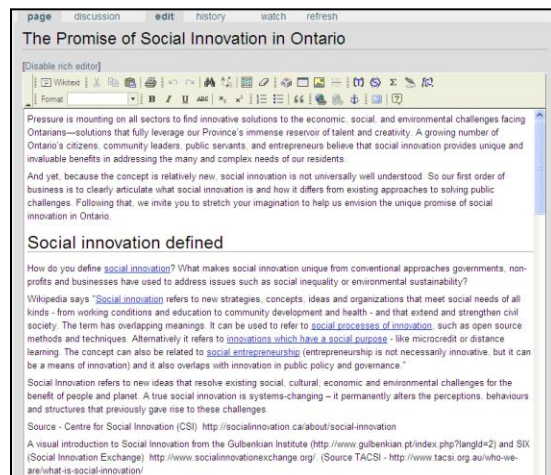 page discussion edit history watch refresh
The Promise of Social Innovation in Ontario
[Disable rich editor]
Wikitext
Format B I U ABC
Pressure is mounting on all sectors to find innovative solutions to the economic, social, and environmental challenges facing
Ontarians—solutions that fully leverage our Province's immense reservoir of talent and creativity. A growing number of
Ontario's citizens, community leaders, public servants, and entrepreneurs believe that social innovation provides unique and
invaluable benefits in addressing the many and complex needs of our residents.
And yet, because the concept is relatively new, social innovation is not universally well understood. So our first order of
business is to clearly articulate what social innovation is and how it differs from existing approaches to solving public
challenges. Following that, we invite you to stretch your imagination to help us envision the unique promise of social
innovation in Ontario.
Social innovation defined
How do you define social innovation? What makes social innovation unique from conventional approaches governments, non-
profits and businesses have used to address issues such as social inequality or environmental sustainability?
Wikipedia says "Social innovation refers to new strategies, concepts, ideas and organizations that meet social needs of all
kinds - from working conditions and education to community development and health - and that extend and strengthen civil
society. The term has overlapping meanings. It can be used to refer to social processes of innovation, such as open source
methods and techniques. Alternatively it refers to innovations which have a social purpose - like microcredit or distance
learning. The concept can also be related to social entrepreneurship (entrepreneurship is not necessarily innovative, but it can
be a means of innovation) and it also overlaps with innovation in public policy and governance."
Social Innovation refers to new ideas that resolve existing social, cultural, economic and environmental challenges for the
benefit of people and planet. A true social innovation is systems-changing – it permanently alters the perceptions, behaviours
and structures that previously gave rise to these challenges.
Source - Centre for Social Innovation (CSI) http://socialinnovation.ca/about/social-innovation
A visual introduction to Social Innovation from the Gulbenkian Institute (http://www.gulbenkian.pt/index.php?langId=2) and SIX
(Social Innovation Exchange) http://www.socialinnovationexchange.org/. (Source TACSI - http://www.tacsi.org.au/who-we-
are/what-is-social-innovation/